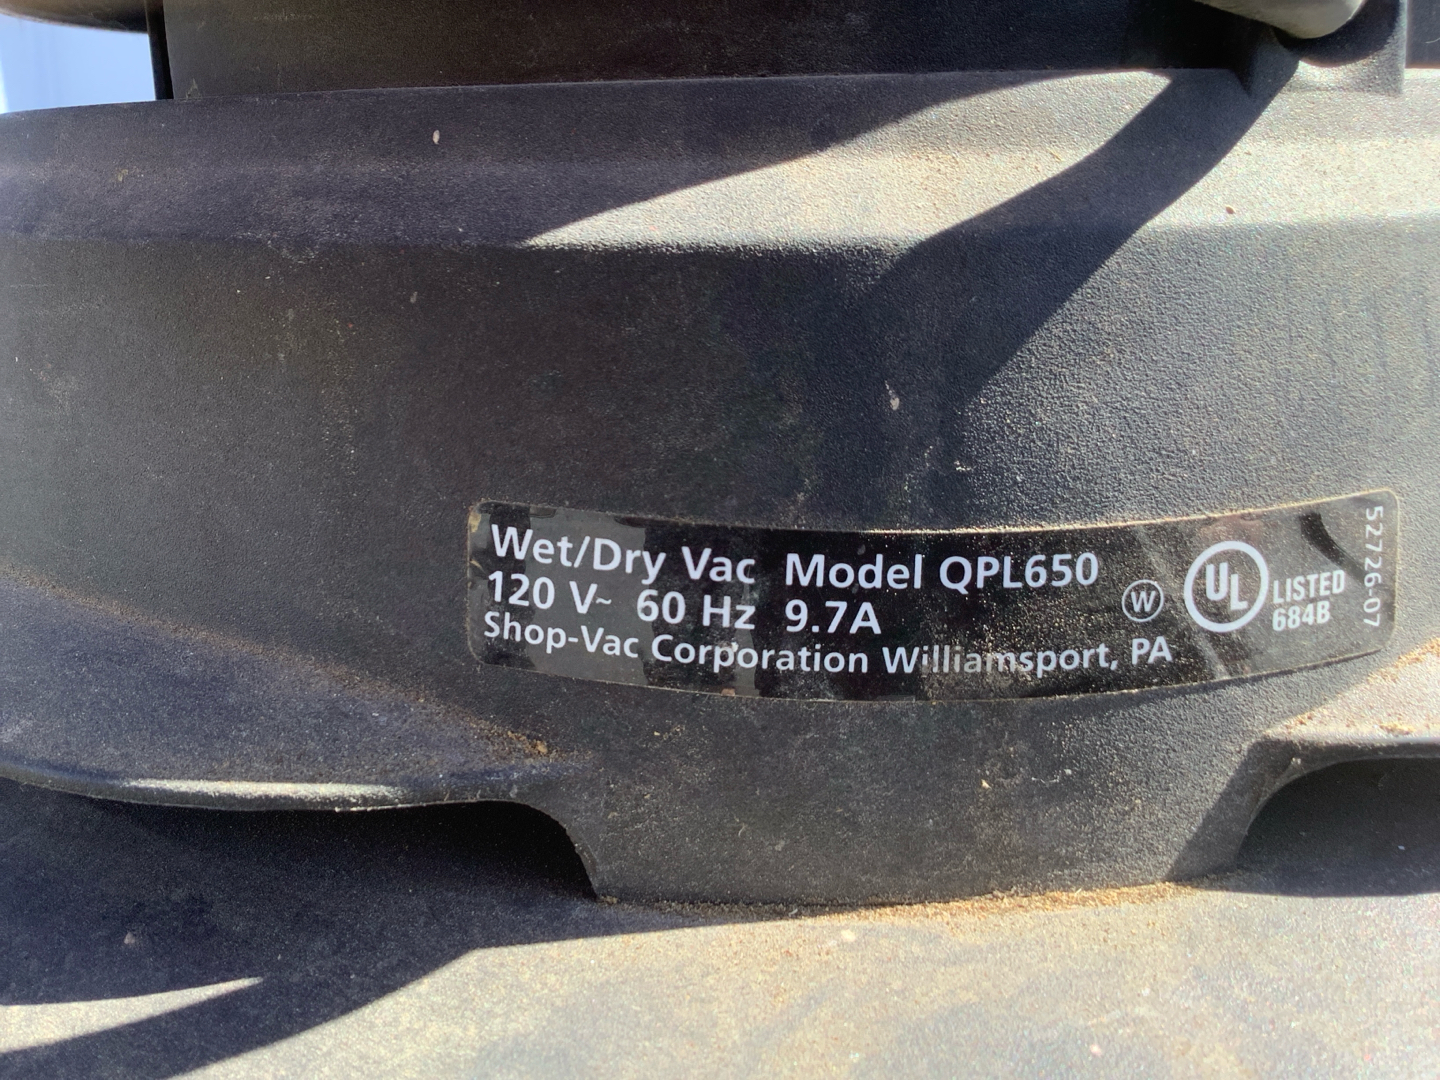 Wet/Dry Vac Model QPL650
120 V~ 60 Hz 9.7A
Shop-Vac Corporation Williamsport, PA
W
UL
LISTED
684B
52726-07